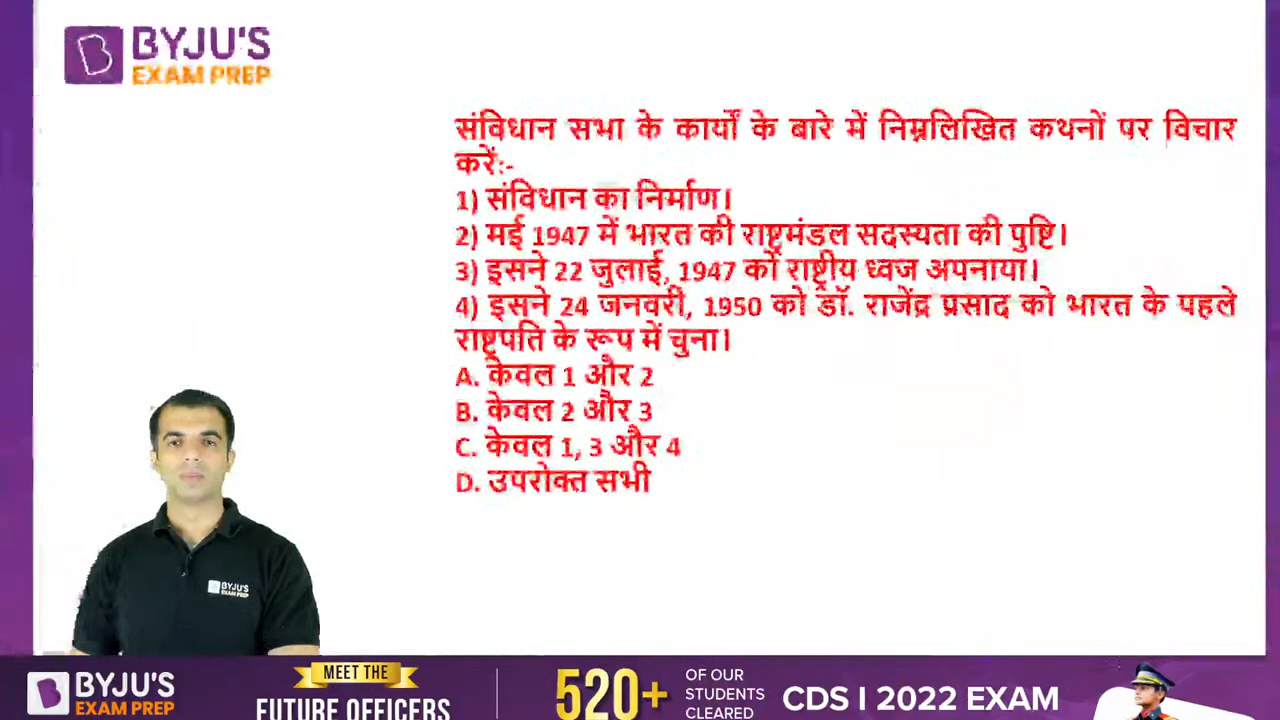 BYJU'S
EXAM PREP
संविधान सभा के कार्यों के बारे में निम्नलिखित कथनों पर विचार
करें:-
1) संविधान का निर्माण।
2) मई 1947 में भारत की राष्ट्रमंडल सदस्यता की पुष्टि।
3) इसने 22 जुलाई, 1947 को राष्ट्रीय ध्वज अपनाया।
4) इसने 24 जनवरी, 1950 को डॉ. राजेंद्र प्रसाद को भारत के पहले
राष्ट्रपति के रूप में चुना।
A. केवल 1 और 2
B. केवल 2 और 3
C. केवल 1, 3 और 4
D. उपरोक्त सभी
BYJU'S
EXAM PREP
BYJU'S
EXAM PREP
MEET THE
FUTURE OFFICERS
520+
OF OUR
STUDENTS
CLEARED
CDS I 2022 EXAM